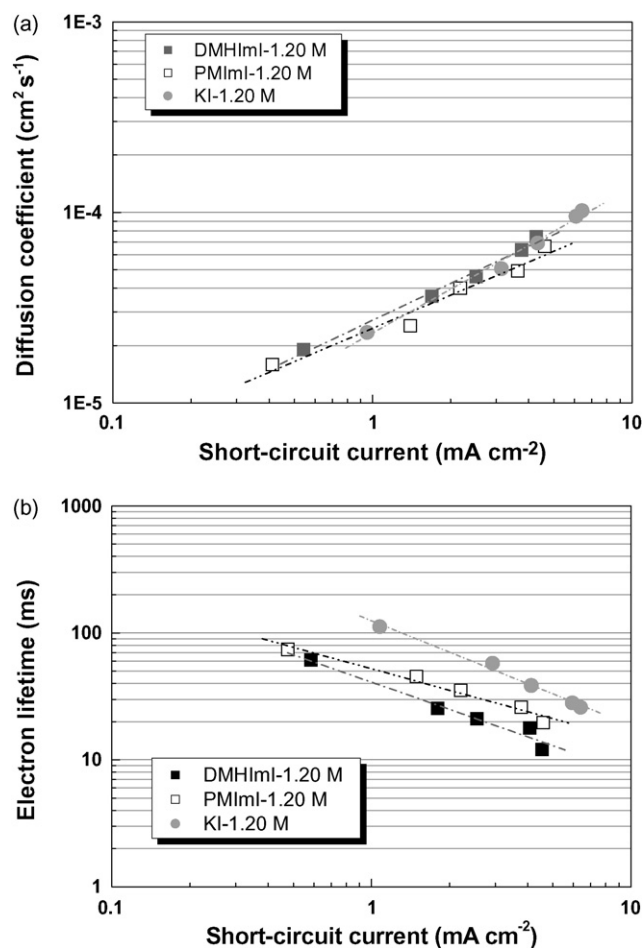 (a)
1E-3
DMHImI-1.20 M
PMImI-1.20 M
KI-1.20 M
Diffusion coefficient (cm² s⁻¹)
1E-4
1E-5
0.1
1
10
Short-circuit current (mA cm⁻²)
(b)
1000
Electron lifetime (ms)
100
10
DMHImI-1.20 M
PMImI-1.20 M
KI-1.20 M
1
0.1
1
10
Short-circuit current (mA cm⁻²)